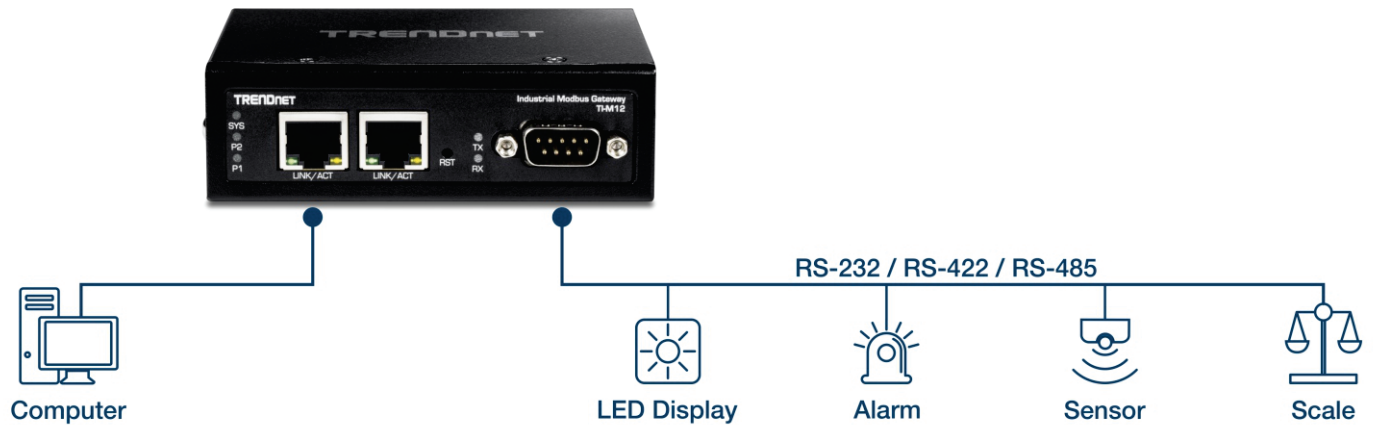 TRENDNET
TRENDNET
Industrial Modbus Gateway
TI-M12
SYS
P2
P1
LINK/ACT
LINK/ACT
RST
TX
RX
RS-232 / RS-422 / RS-485
Computer
LED Display
Alarm
Sensor
Scale